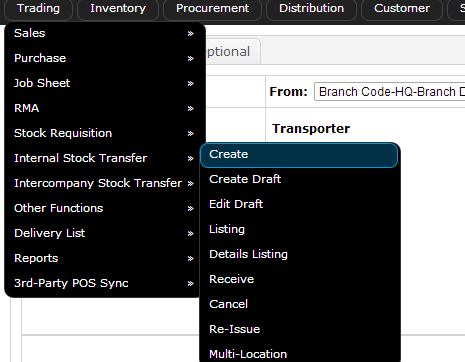 Trading Inventory Procurement Distribution Customer
Sales »
Purchase »
Job Sheet »
RMA »
Stock Requisition »
Internal Stock Transfer »
Intercompany Stock Transfer »
Other Functions »
Delivery List »
Reports »
3rd-Party POS Sync »
Create
Create Draft
Edit Draft
Listing
Details Listing
Receive
Cancel
Re-Issue
Multi-Location
ptional
From: Branch Code-HQ-Branch D
Transporter